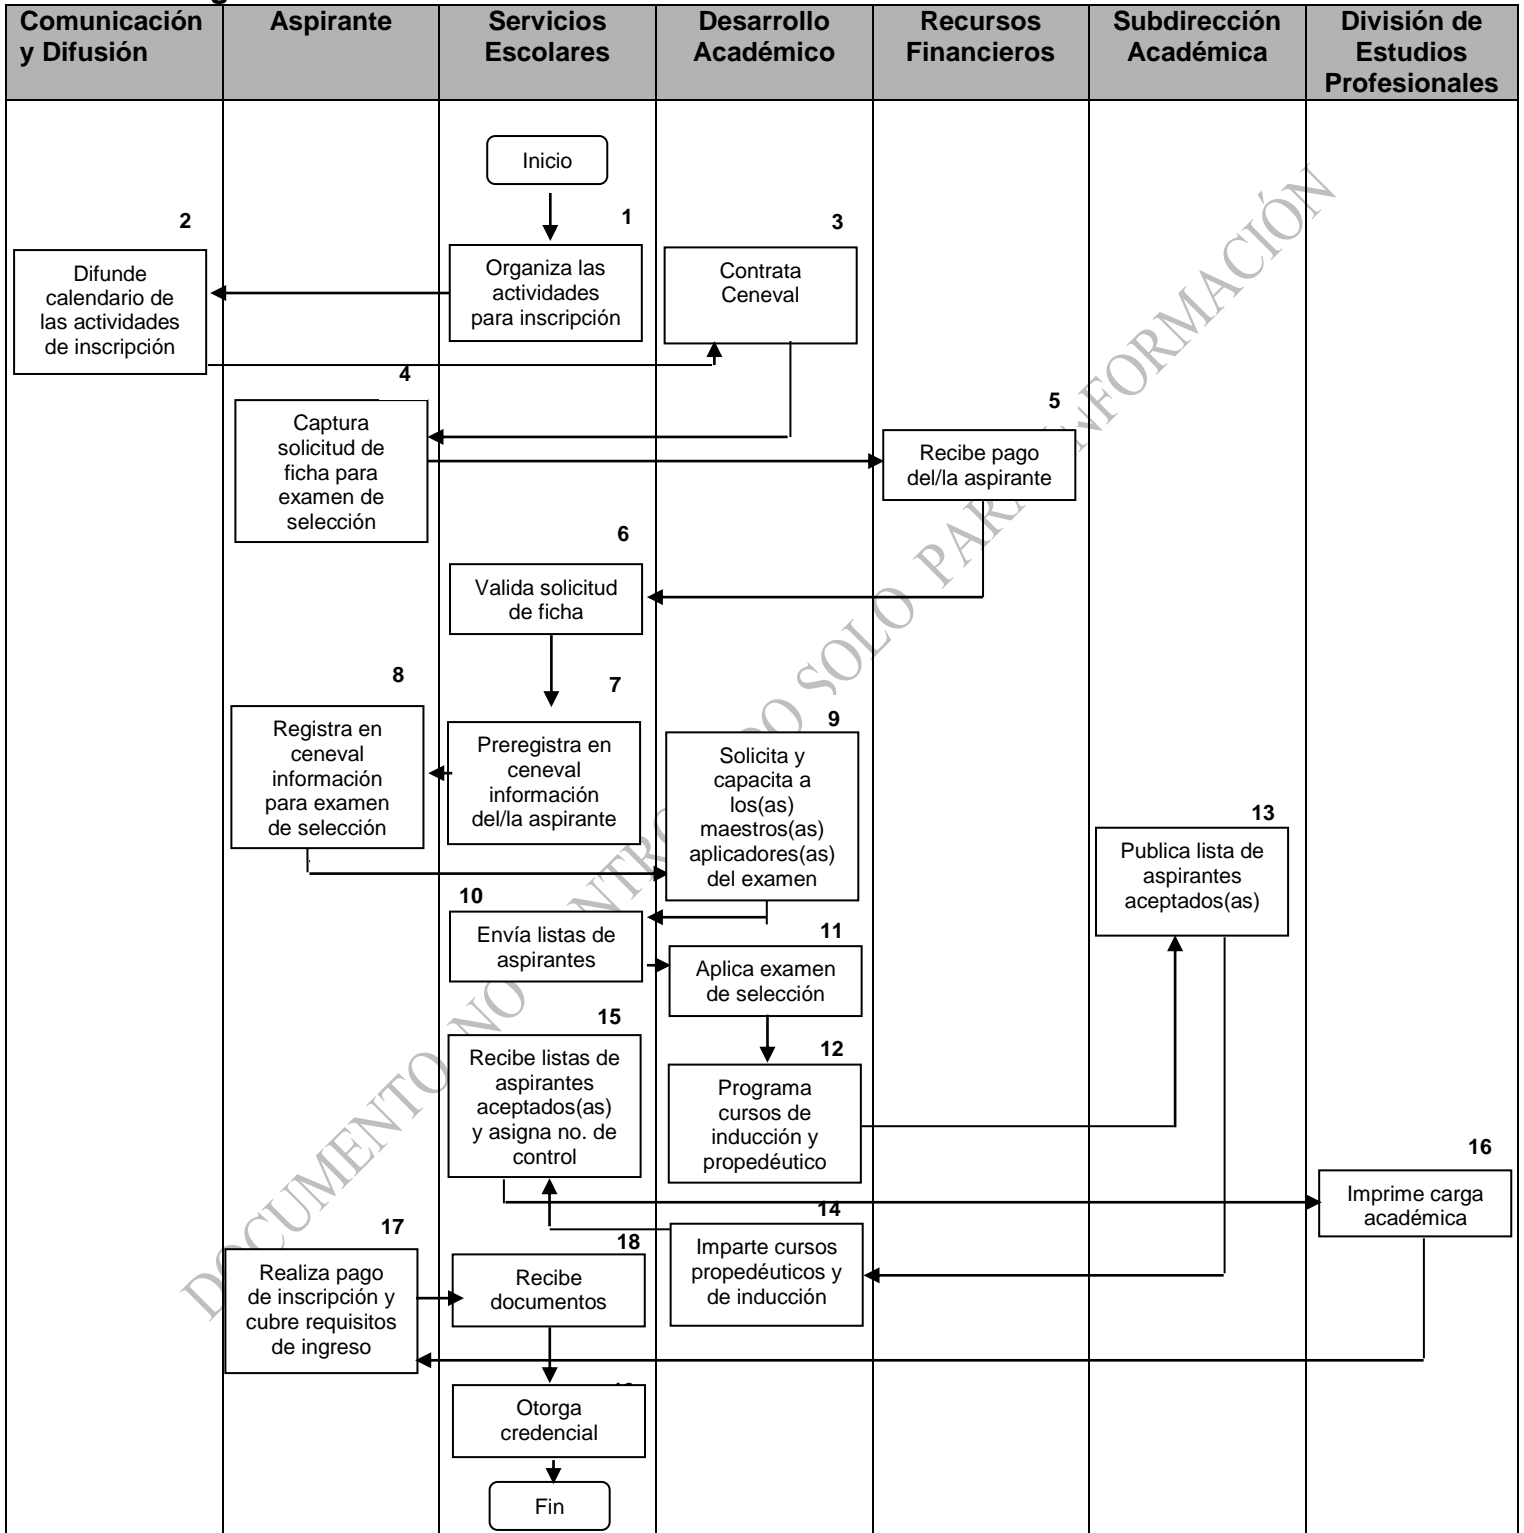 Comunicación
y Difusión
Aspirante
Servicios
Escolares
Desarrollo
Académico
Recursos
Financieros
Subdirección
Académica
División de
Estudios
Profesionales
Inicio
1
Organiza las
actividades
para inscripción
2
Difunde
calendario de
las actividades
de inscripción
3
Contrata
Ceneval
4
Captura
solicitud de
ficha para
examen de
selección
5
Recibe pago
del/la aspirante
6
Valida solicitud
de ficha
7
Preregistra en
ceneval
información
del/la aspirante
8
Registra en
ceneval
información
para examen
de selección
9
Solicita y
capacita a
los(as)
maestros(as)
aplicadores(as)
del examen
10
Envía listas de
aspirantes
11
Aplica examen
de selección
12
Programa
cursos de
inducción y
propedéutico
13
Publica lista de
aspirantes
aceptados(as)
14
Imparte cursos
propedéuticos y
de inducción
15
Recibe listas de
aspirantes
aceptados(as)
y asigna no. de
control
16
Imprime carga
académica
17
Realiza pago
de inscripción y
cubre requisitos
de ingreso
18
Recibe
documentos
Otorga
credencial
Fin
DOCUMENTO NO SOLO